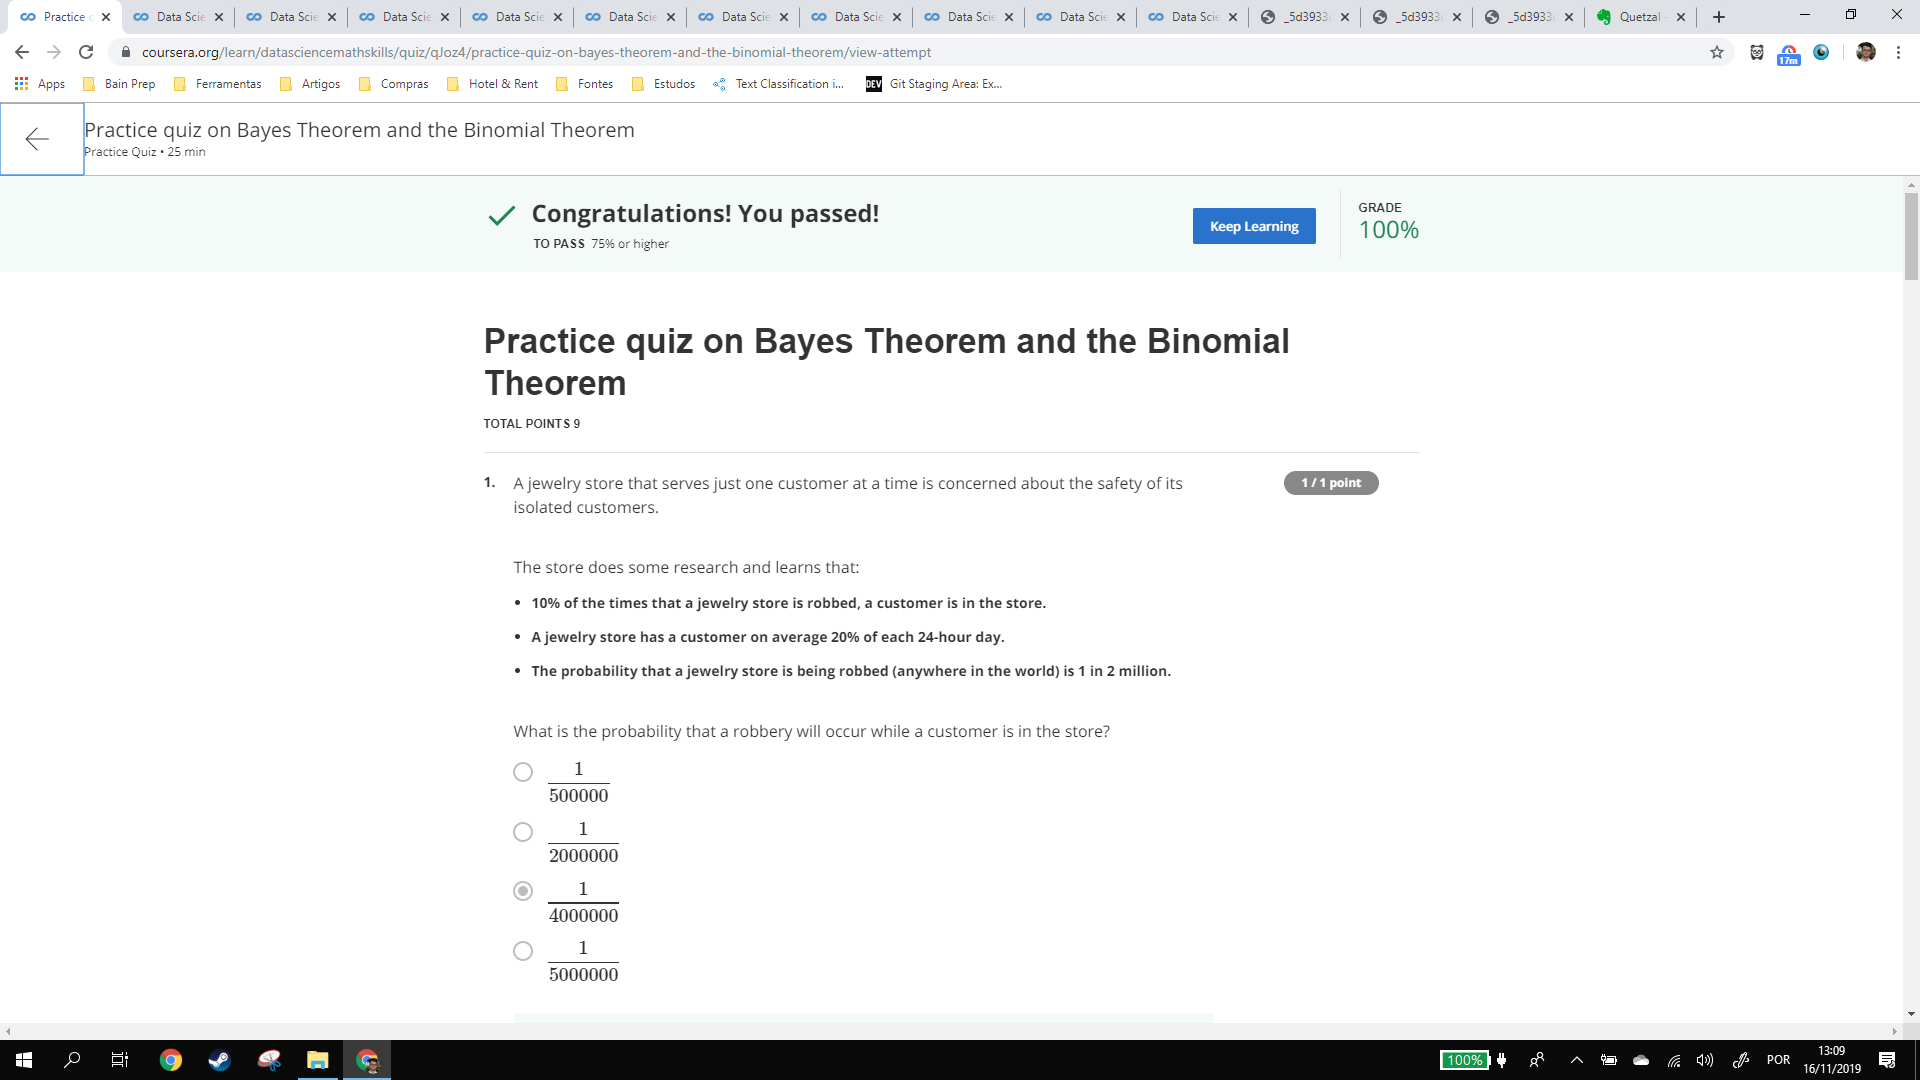 Practice
Data Scie
Data Scie
Data Scie
Data Scie
Data Scie
Data Scie
Data Scie
Data Scie
Data Scie
Data Scie
_5d3933
_5d3933
_5d3933
Quetzal
coursera.org/learn/datasciencemathskills/quiz/qJoz4/practice-quiz-on-bayes-theorem-and-the-binomial-theorem/view-attempt
17m
Apps
Bain Prep
Ferramentas
Artigos
Compras
Hotel & Rent
Fontes
Estudos
Text Classification i...
DEV
Git Staging Area: Ex...
Practice quiz on Bayes Theorem and the Binomial Theorem
Practice Quiz • 25 min
Congratulations! You passed!
TO PASS 75% or higher
Keep Learning
GRADE
100%
Practice quiz on Bayes Theorem and the Binomial
Theorem
TOTAL POINTS 9
1. A jewelry store that serves just one customer at a time is concerned about the safety of its
isolated customers.
1 / 1 point
The store does some research and learns that:
• 10% of the times that a jewelry store is robbed, a customer is in the store.
• A jewelry store has a customer on average 20% of each 24-hour day.
• The probability that a jewelry store is being robbed (anywhere in the world) is 1 in 2 million.
What is the probability that a robbery will occur while a customer is in the store?
1
500000
1
2000000
1
4000000
1
5000000
100%
POR
13:09
16/11/2019